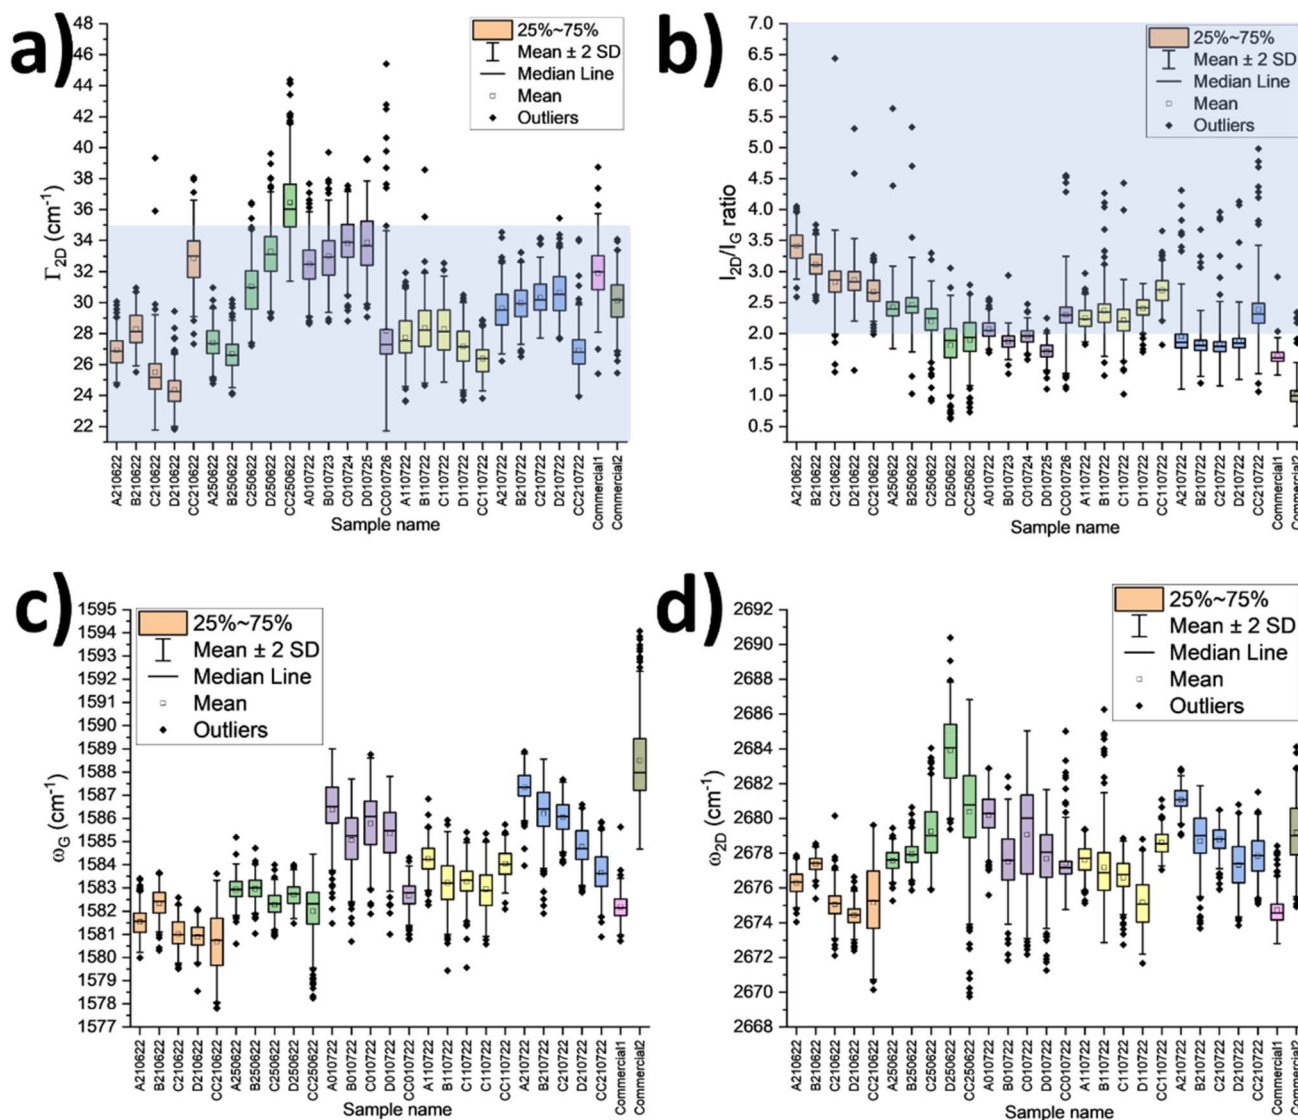 a)
48
46
44
42
40
38
36
34
32
30
28
26
24
22
Γ2D (cm-1)
25%~75%
Mean ± 2 SD
Median Line
Mean
Outliers
A210622
B210622
C210622
D210622
CC210622
A250622
B250622
C250622
D250622
CC250622
A010722
B010723
C010724
D010725
CC010726
A110722
B110722
C110722
D110722
CC110722
A210722
B210722
C210722
D210722
CC210722
Commercial1
Commercial2
Sample name
b)
7.0
6.5
6.0
5.5
5.0
4.5
4.0
3.5
3.0
2.5
2.0
1.5
1.0
0.5
I2D/IG ratio
25%~75%
Mean ± 2 SD
Median Line
Mean
Outliers
A210622
B210622
C210622
D210622
CC210622
A250622
B250622
C250622
D250622
CC250622
A010722
B010723
C010724
D010725
CC010726
A110722
B110722
C110722
D110722
CC110722
A210722
B210722
C210722
D210722
CC210722
Commercial1
Commercial2
Sample name
c)
1595
1594
1593
1592
1591
1590
1589
1588
1587
1586
1585
1584
1583
1582
1581
1580
1579
1578
1577
ωG (cm-1)
25%~75%
Mean ± 2 SD
Median Line
Mean
Outliers
A210622
B210622
C210622
D210622
CC210622
A250622
B250622
C250622
D250622
CC250622
A010722
B010722
C010722
D010722
CC010722
A110722
B110722
C110722
C110722
CC110722
A210722
B210722
C210722
D210722
CC210722
Commercial1
Commercial2
Sample name
d)
2692
2690
2688
2686
2684
2682
2680
2678
2676
2674
2672
2670
2668
ω2D (cm-1)
25%~75%
Mean ± 2 SD
Median Line
Mean
Outliers
A210622
B210622
C210622
D210622
CC210622
A250622
B250622
C250622
D250622
CC250622
A010722
B010722
C010722
D010722
CC010722
A110722
B110722
C110722
D110722
CC110722
A210722
B210722
C210722
D210722
CC210722
Commercial1
Commercial2
Sample name